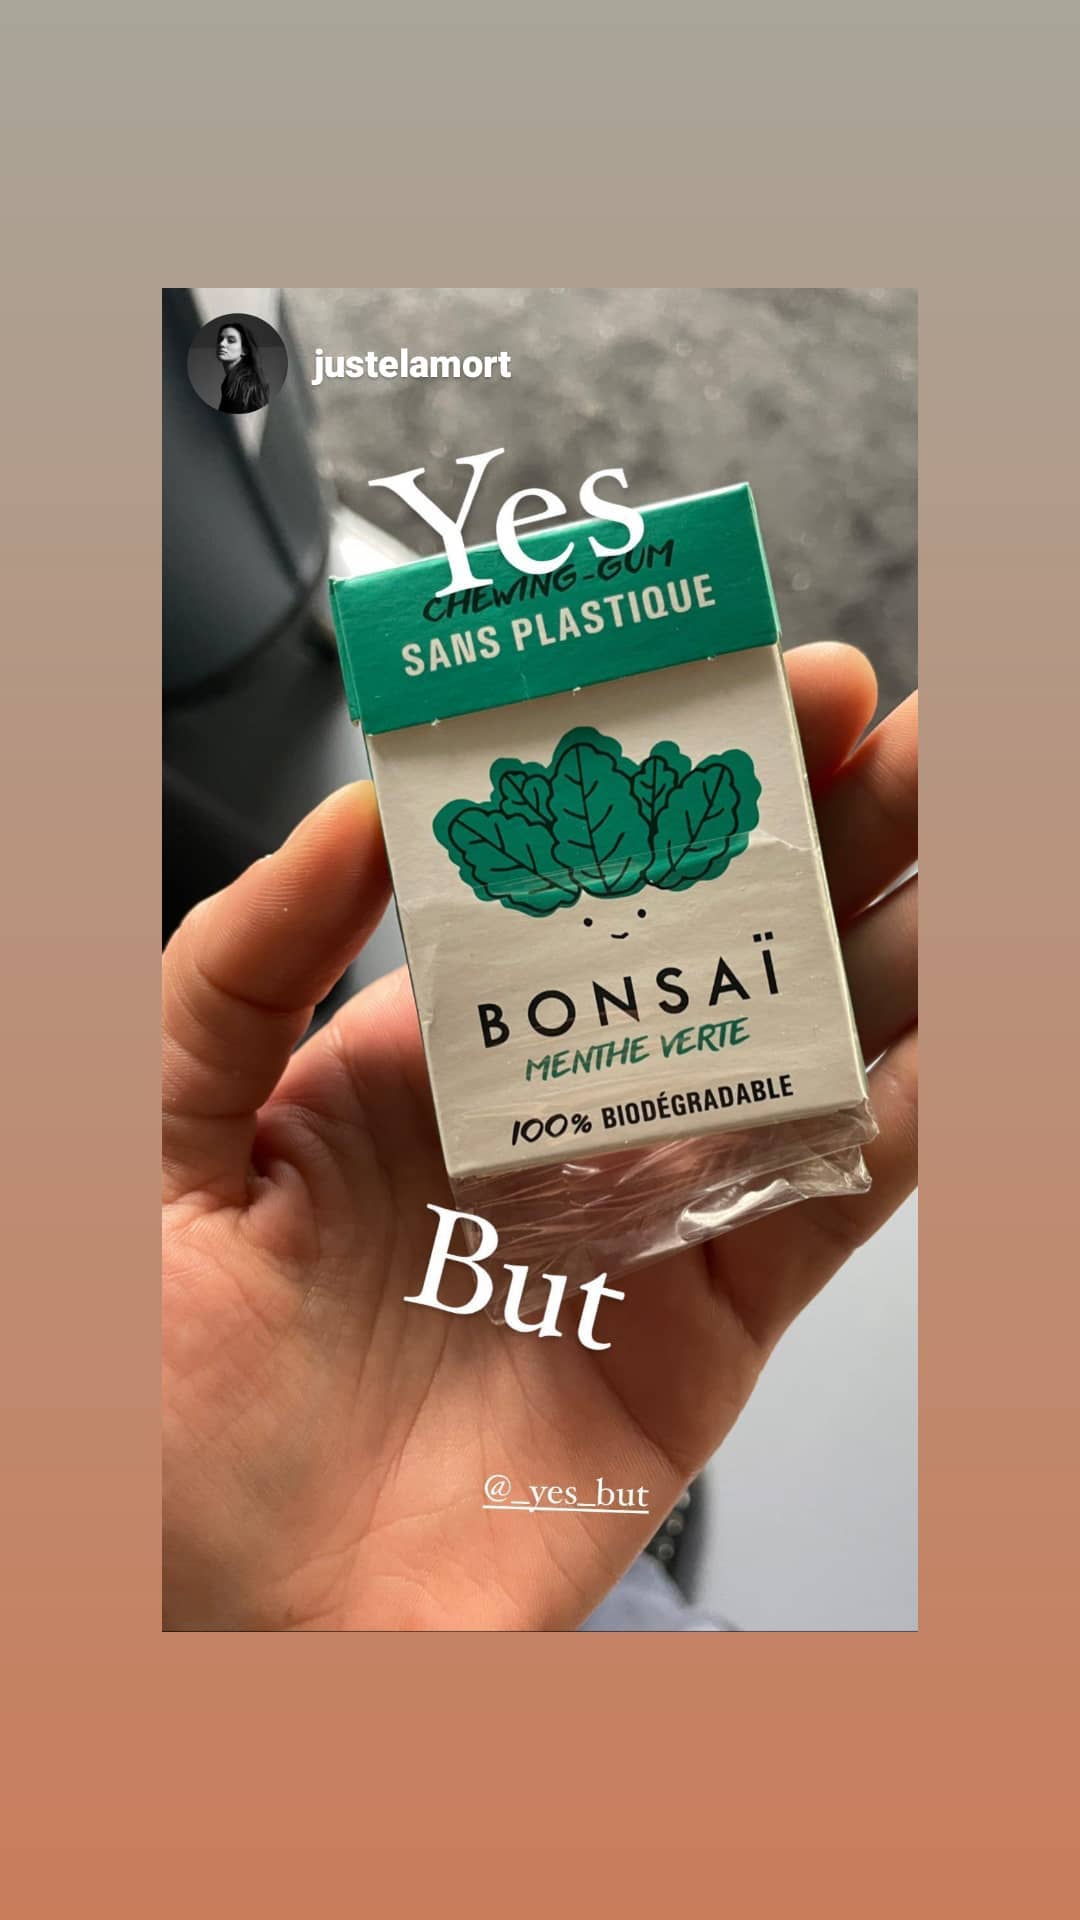 justelamort
Yes
CHEWING-GUM
SANS PLASTIQUE
BONSAÏ
MENTHE VERTE
100% BIODÉGRADABLE
But
@_yes_but